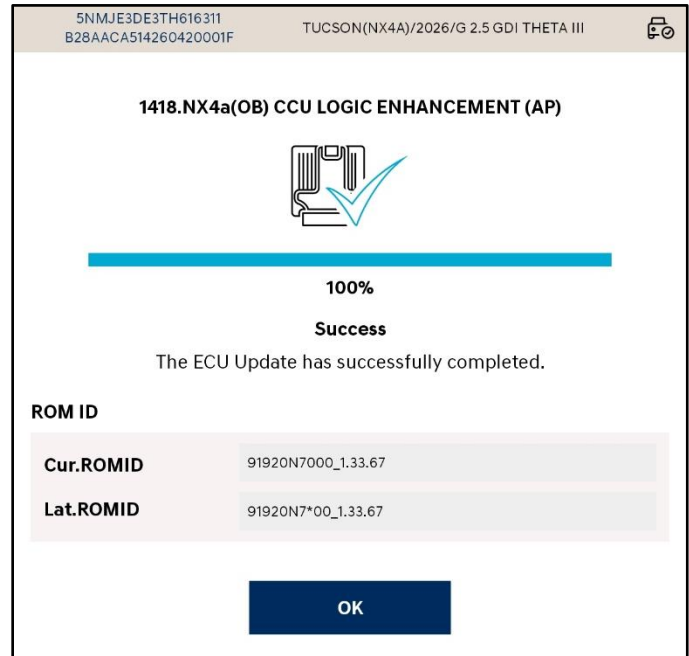 5NMJE3DE3TH616311
B28AACA514260420001F
TUCSON(NX4A)/2026/G 2.5 GDI THETA III
1418.NX4a(OB) CCU LOGIC ENHANCEMENT (AP)
100%
Success
The ECU Update has successfully completed.
ROM ID
Cur.ROMID 91920N7000_1.33.67
Lat.ROMID 91920N7*00_1.33.67
OK